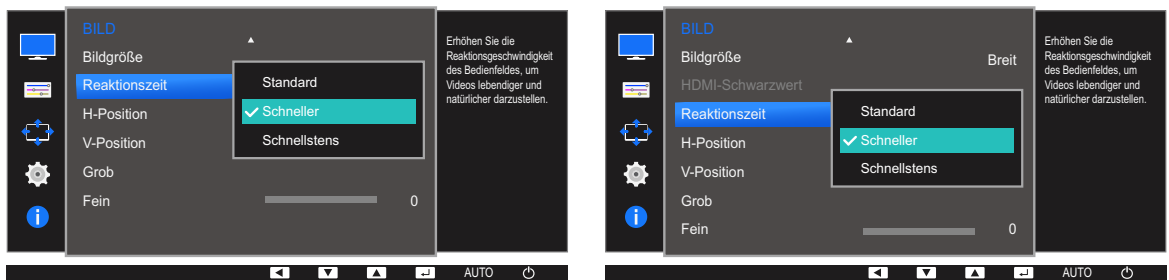 BILD
Bildgröße
Reaktionszeit
H-Position
V-Position
Grob
Fein
0
Standard
Schneller
Schnellstens
Erhöhen Sie die
Reaktionsgeschwindigkeit
des Bedienfeldes, um
Videos lebendiger und
natürlicher darzustellen.
AUTO
BILD
Bildgröße
Breit
HDMI-Schwarzwert
Reaktionszeit
H-Position
V-Position
Grob
Fein
0
Standard
Schneller
Schnellstens
Erhöhen Sie die
Reaktionsgeschwindigkeit
des Bedienfeldes, um
Videos lebendiger und
natürlicher darzustellen.
AUTO